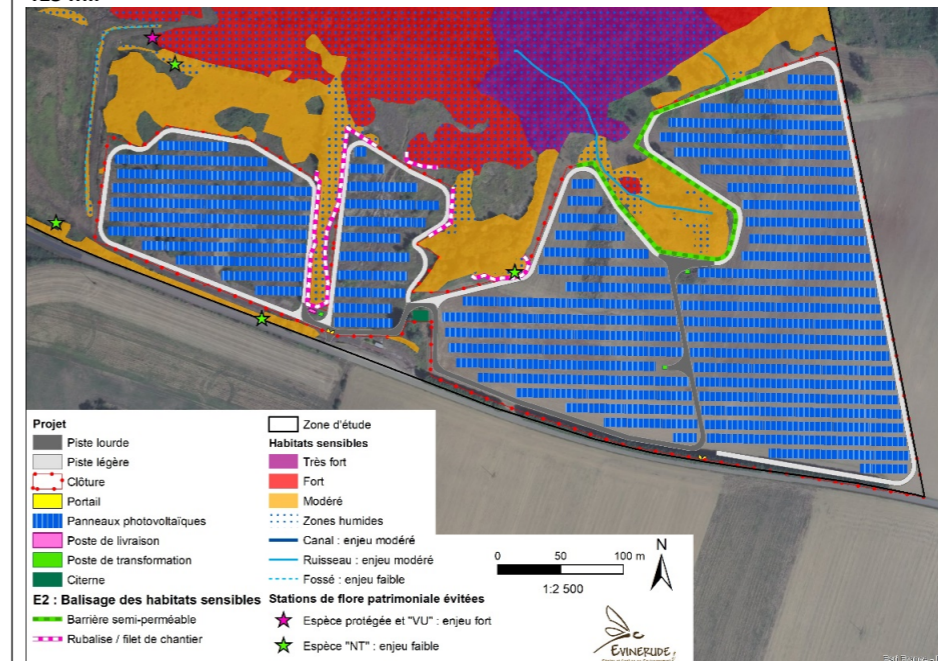 Projet
Piste lourde
Piste légère
Clôture
Portail
Panneaux photovoltaïques
Poste de livraison
Poste de transformation
Citerne
E2 : Balisage des habitats sensibles
Barrière semi-perméable
Rubalise / filet de chantier
Zone d'étude
Habitats sensibles
Très fort
Fort
Modéré
Zones humides
Canal : enjeu modéré
Ruisseau : enjeu modéré
Fossé : enjeu faible
Stations de flore patrimoniale évitées
Espèce protégée et "VU" : enjeu fort
Espèce "NT" : enjeu faible
0 50 100 m
1:2 500
N
EVINERUDE